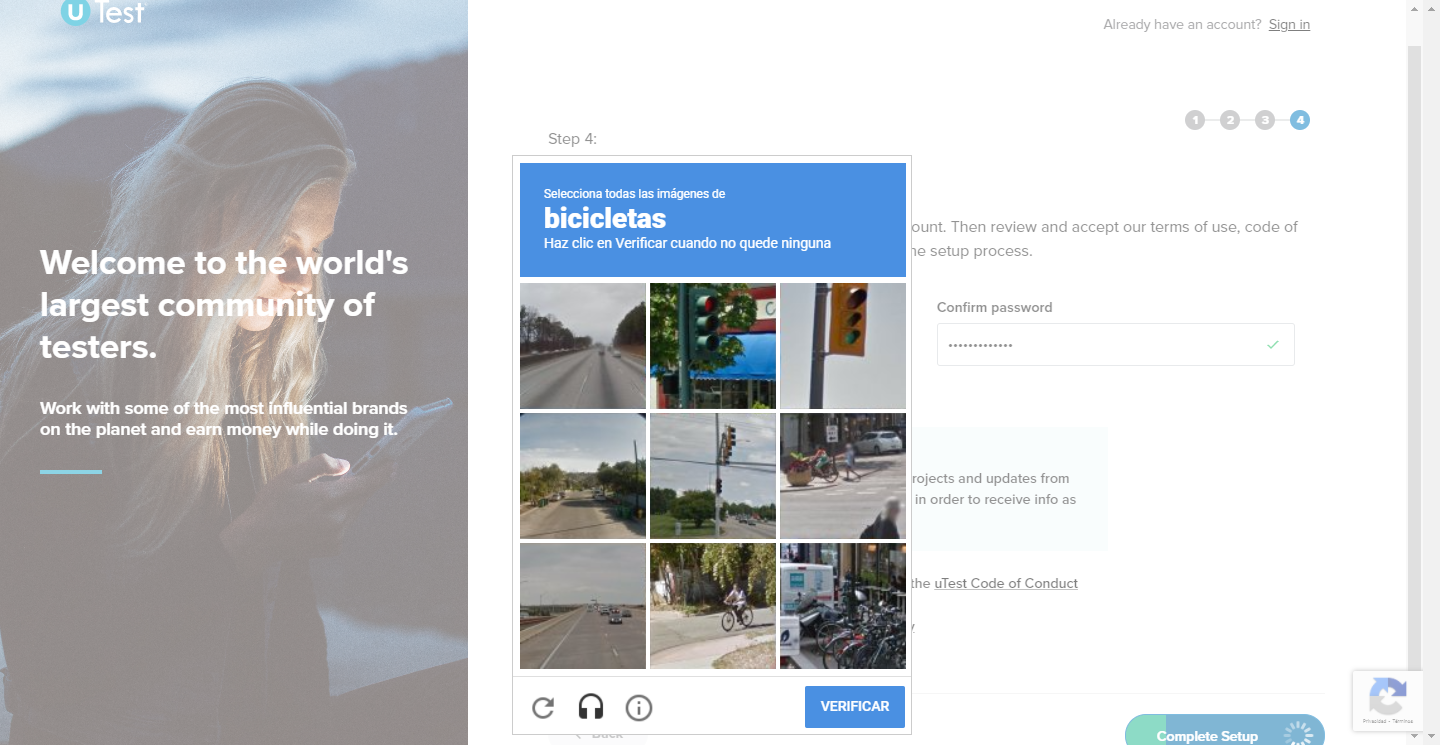 uTest
Already have an account? Sign in
1 2 3 4
Step 4:
Selecciona todas las imágenes de
bicicletas
Haz clic en Verificar cuando no quede ninguna
ount. Then review and accept our terms of use, code of
he setup process.
Welcome to the world's
largest community of
testers.
Confirm password
Work with some of the most influential brands
on the planet and earn money while doing it.
rojects and updates from
in order to receive info as
the uTest Code of Conduct
VERIFICAR
Privacidad - Términos
Back
Complete Setup